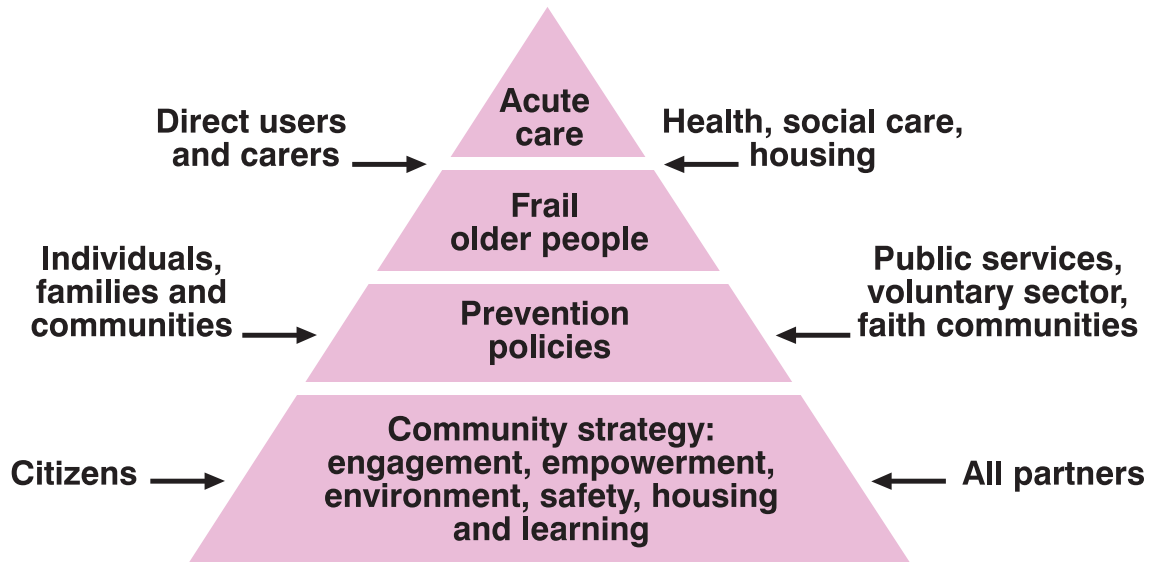 Acute
care
Direct users
and carers
Health, social care,
housing
Frail
older people
Individuals,
families and
communities
Public services,
voluntary sector,
faith communities
Prevention
policies
Community strategy:
engagement, empowerment,
environment, safety, housing
and learning
Citizens
All partners